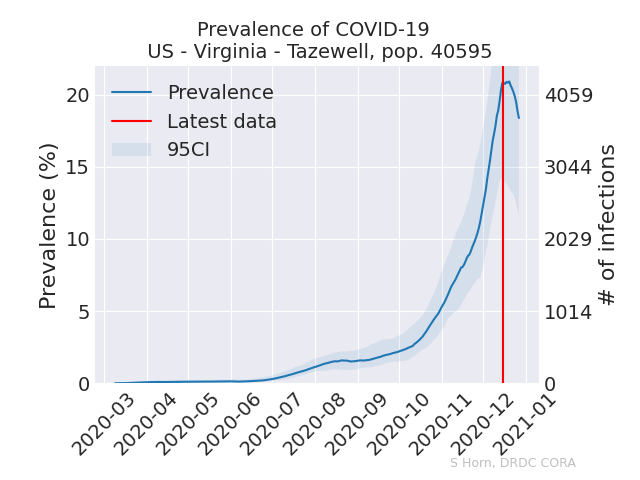 Prevalence of COVID-19
US - Virginia - Tazewell, pop. 40595
Prevalence
Latest data
95CI
Prevalence (%)
20
15
10
5
0
4059
3044
2029
1014
0
# of infections
2020-03
2020-04
2020-05
2020-06
2020-07
2020-08
2020-09
2020-10
2020-11
2020-12
2021-01
S Horn, DRDC CORA